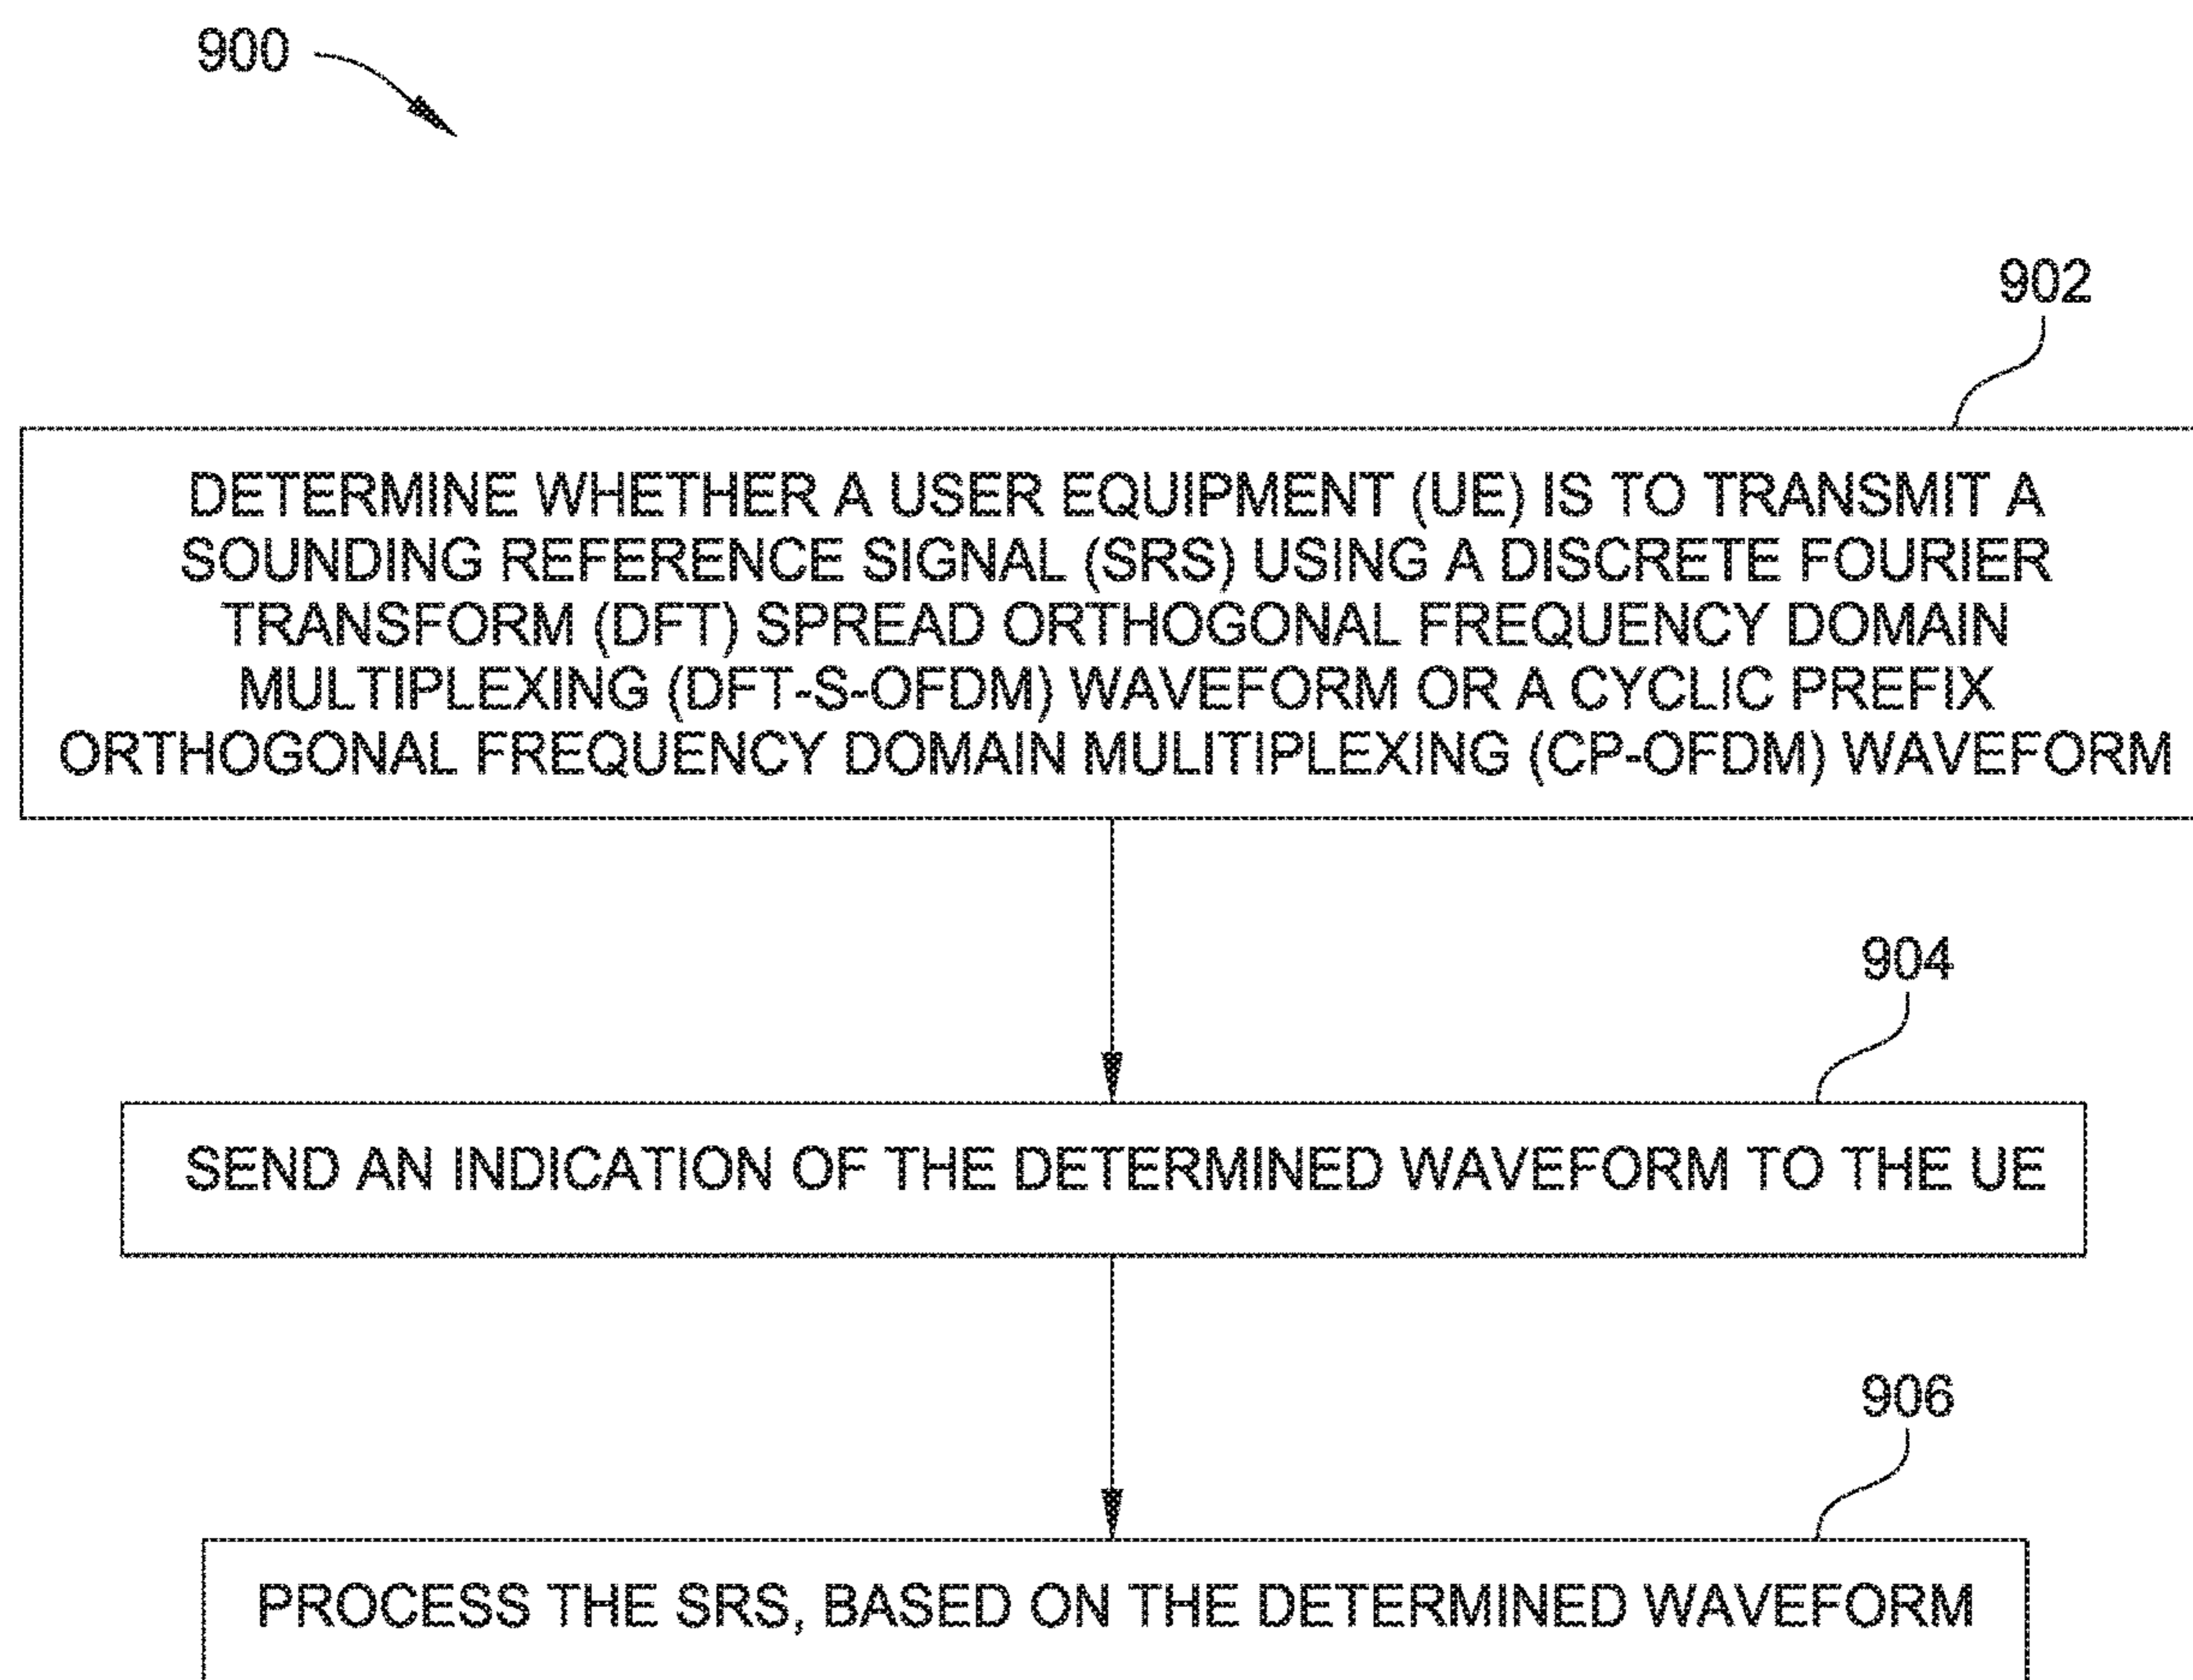 900
902
DETERMINE WHETHER A USER EQUIPMENT (UE) IS TO TRANSMIT A
SOUNDING REFERENCE SIGNAL (SRS) USING A DISCRETE FOURIER
TRANSFORM (DFT) SPREAD ORTHOGONAL FREQUENCY DOMAIN
MULTIPLEXING (DFT-S-OFDM) WAVEFORM OR A CYCLIC PREFIX
ORTHOGONAL FREQUENCY DOMAIN MULITIPLEXING (CP-OFDM) WAVEFORM
904
SEND AN INDICATION OF THE DETERMINED WAVEFORM TO THE UE
906
PROCESS THE SRS, BASED ON THE DETERMINED WAVEFORM